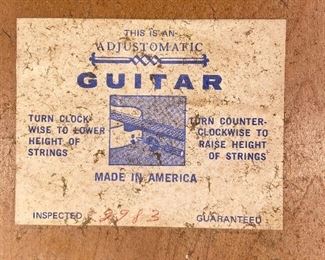 THIS IS AN
ADJUSTOMATIC
GUITAR
TURN CLOCK-
WISE TO LOWER
HEIGHT OF
STRINGS
TURN COUNTER-
CLOCKWISE TO
RAISE HEIGHT
OF STRINGS
MADE IN AMERICA
INSPECTED 9983 GUARANTEED